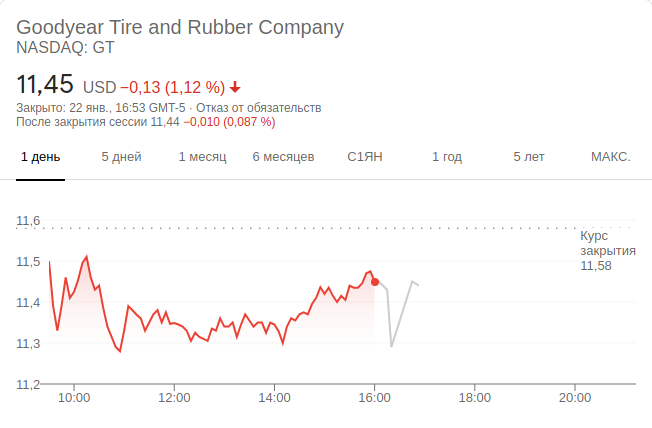 Goodyear Tire and Rubber Company
NASDAQ: GT
11,45 USD −0,13 (1,12 %)
Закрыто: 22 янв., 16:53 GMT-5 · Отказ от обязательств
После закрытия сессии 11,44 −0,010 (0,087 %)
1 день 5 дней 1 месяц 6 месяцев С1ЯН 1 год 5 лет МАКС.
11,6
Курс
закрытия
11,58
11,5
11,4
11,3
11,2
10:00 12:00 14:00 16:00 18:00 20:00